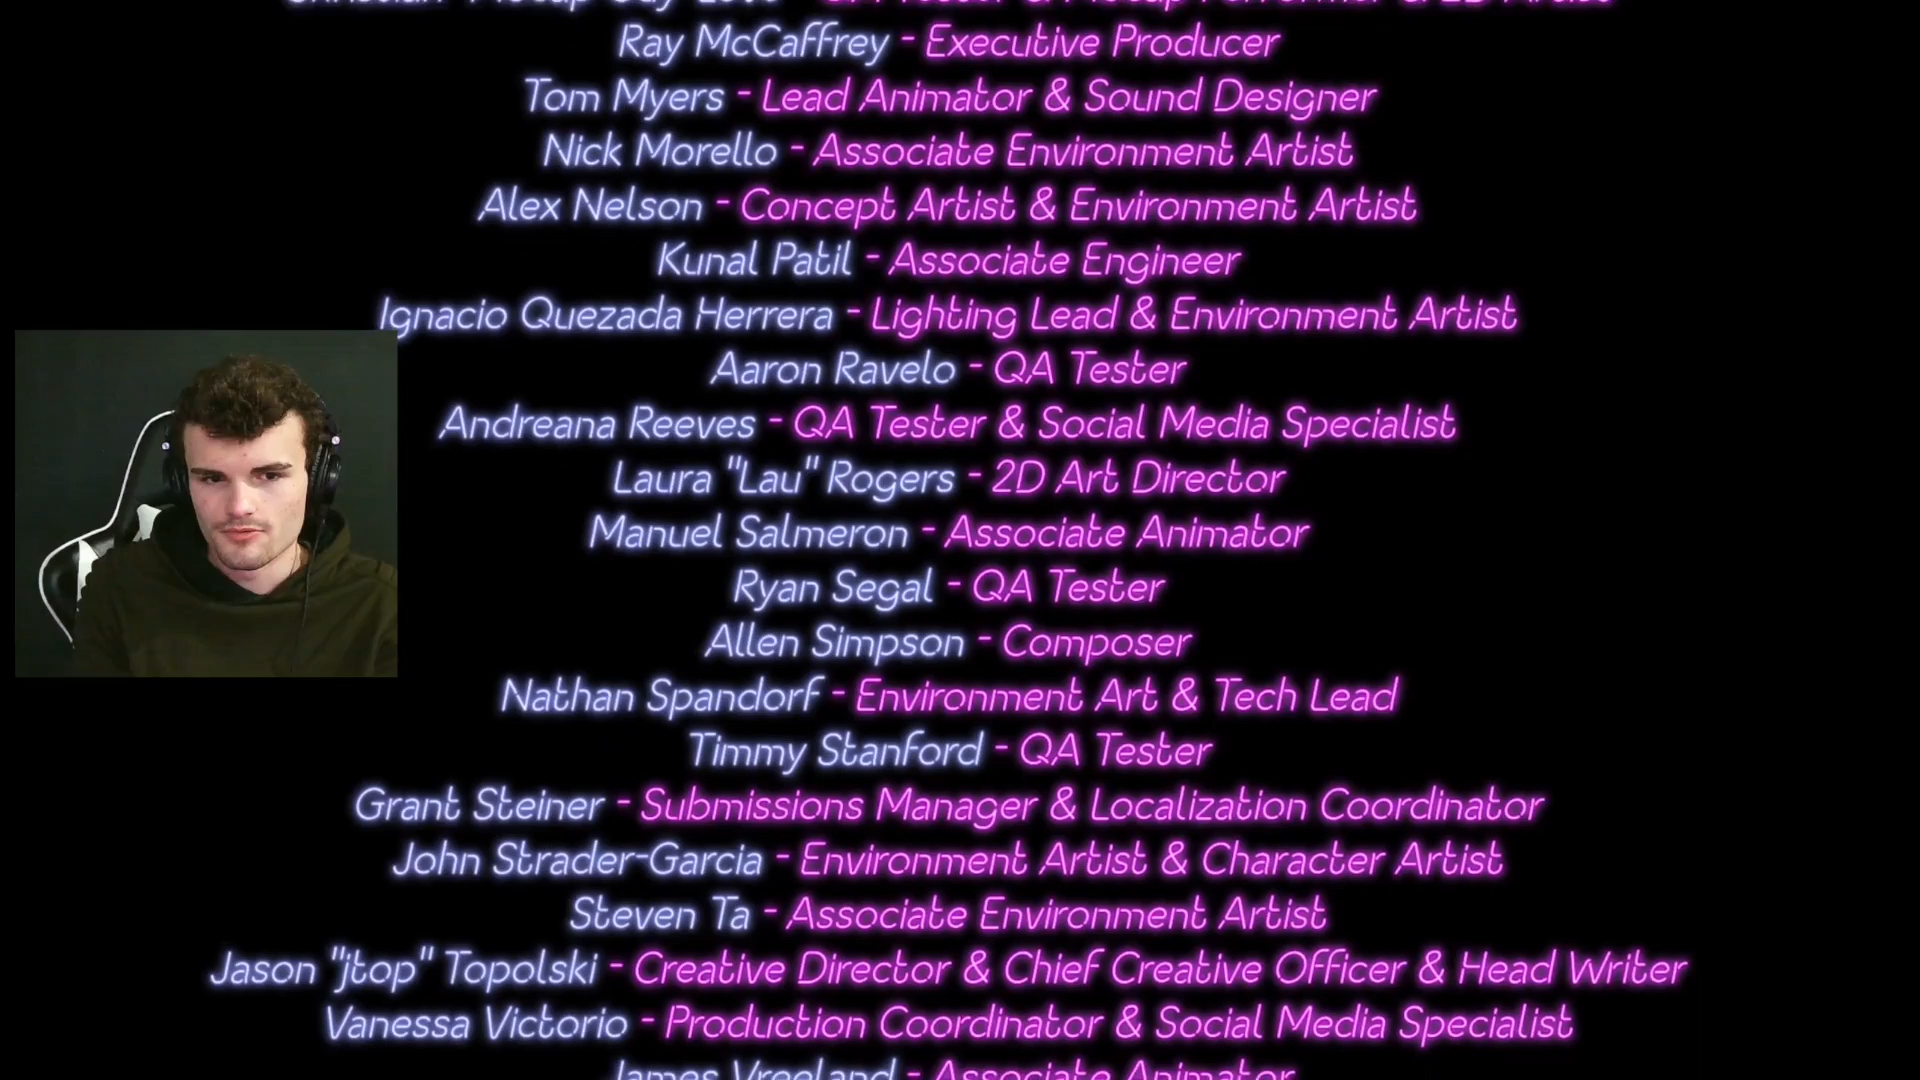 Ray McCaffrey - Executive Producer
Tom Myers - Lead Animator & Sound Designer
Nick Morello - Associate Environment Artist
Alex Nelson - Concept Artist & Environment Artist
Kunal Patil - Associate Engineer
Ignacio Quezada Herrera - Lighting Lead & Environment Artist
Aaron Ravelo - QA Tester
Andreana Reeves - QA Tester & Social Media Specialist
Laura "Lau" Rogers - 2D Art Director
Manuel Salmeron - Associate Animator
Ryan Segal - QA Tester
Allen Simpson - Composer
Nathan Spandorf - Environment Art & Tech Lead
Timmy Stanford - QA Tester
Grant Steiner - Submissions Manager & Localization Coordinator
John Strader-Garcia - Environment Artist & Character Artist
Steven Ta - Associate Environment Artist
Jason "jtop" Topolski - Creative Director & Chief Creative Officer & Head Writer
Vanessa Victorio - Production Coordinator & Social Media Specialist
James Vreeland - Associate Animator